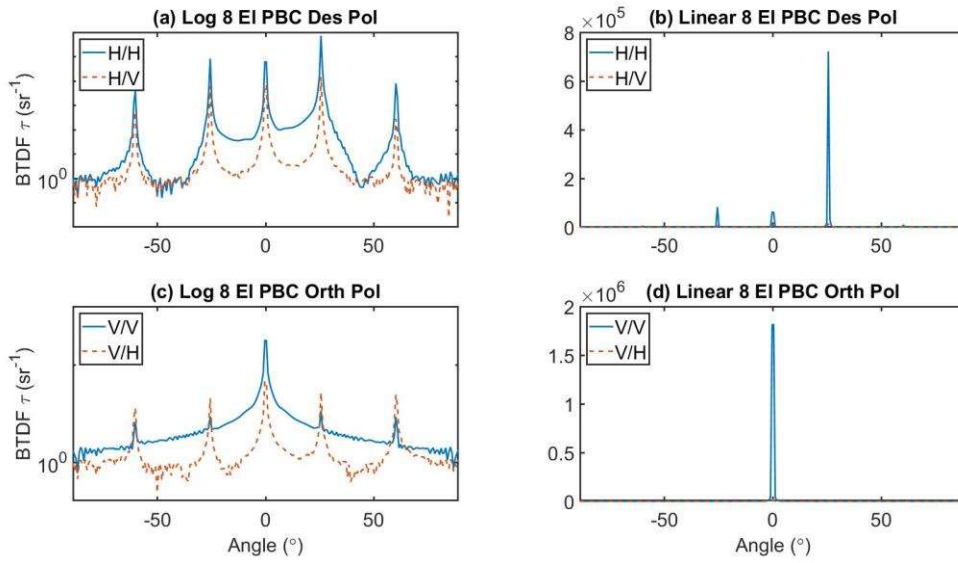 (a) Log 8 El PBC Des Pol
H/H
H/V
BTDF τ (sr⁻¹)
10⁰
-50 0 50
(b) Linear 8 El PBC Des Pol
×10⁵
H/H
H/V
8
6
4
2
0
-50 0 50
(c) Log 8 El PBC Orth Pol
V/V
V/H
BTDF τ (sr⁻¹)
10⁰
-50 0 50
Angle (°)
(d) Linear 8 El PBC Orth Pol
×10⁶
V/V
V/H
2
1.5
1
0.5
0
-50 0 50
Angle (°)